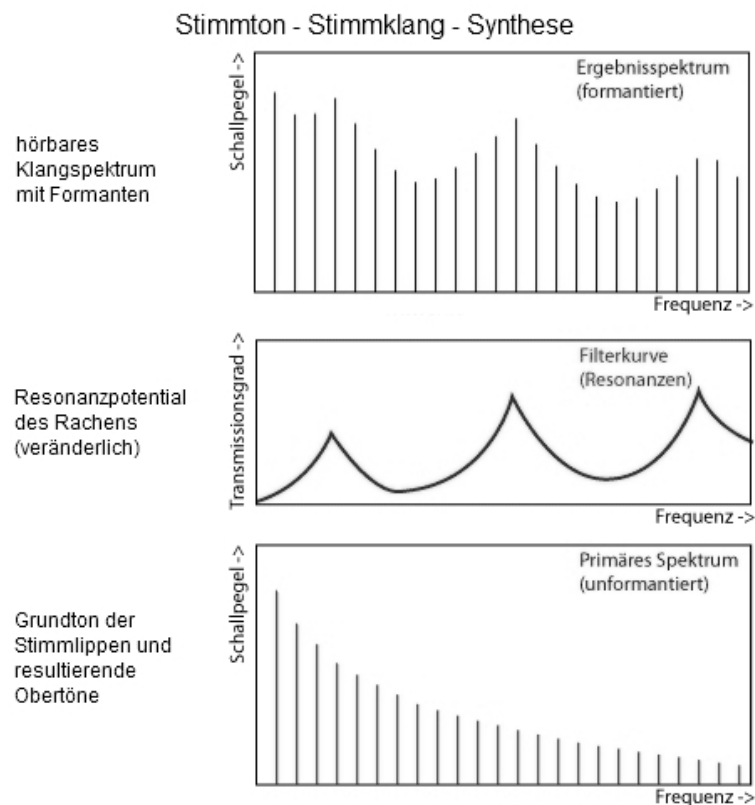 Stimmton - Stimmklang - Synthese
Schallpegel ->
Ergebnisspektrum
(formantiert)
hörbares
Klangspektrum
mit Formanten
Frequenz ->
Transmissionsgrad ->
Filterkurve
(Resonanzen)
Resonanzpotential
des Rachens
(veränderlich)
Frequenz ->
Schallpegel ->
Primäres Spektrum
(unformantiert)
Grundton der
Stimmlippen und
resultierende
Obertöne
Frequenz ->